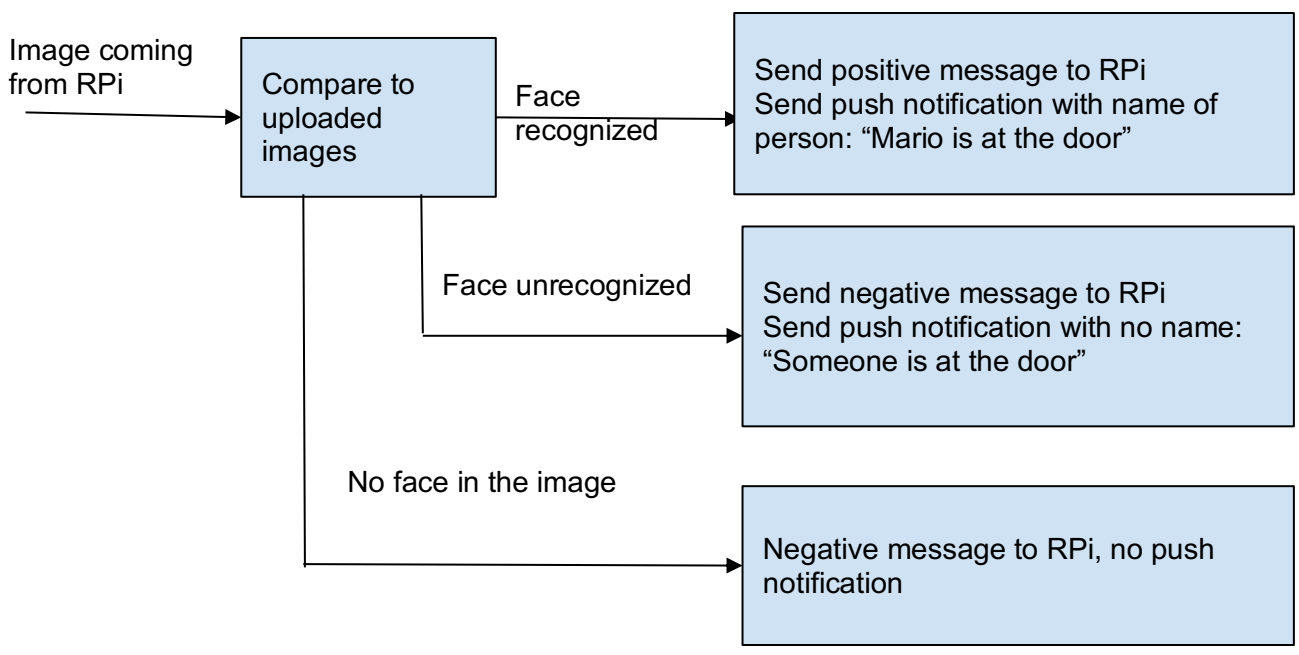 Image coming
from RPi
Compare to
uploaded
images
Face
recognized
Send positive message to RPi
Send push notification with name of
person: “Mario is at the door”
Face unrecognized
Send negative message to RPi
Send push notification with no name:
“Someone is at the door”
No face in the image
Negative message to RPi, no push
notification